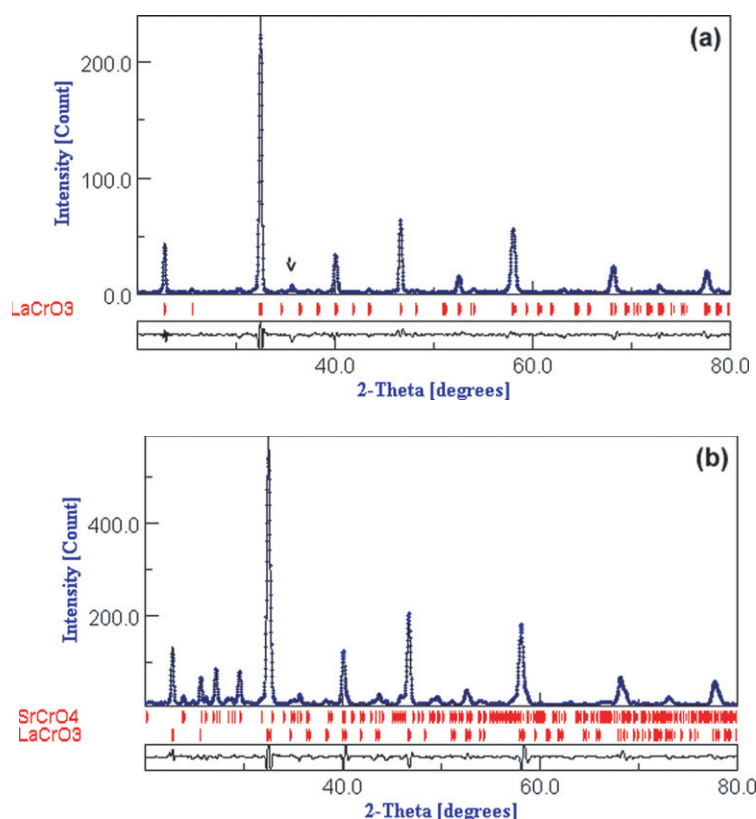 (a)
Intensity [Count]
200.0
100.0
0.0
LaCrO3
40.0 60.0 80.0
2-Theta [degrees]
(b)
Intensity [Count]
400.0
200.0
SrCrO4
LaCrO3
40.0 60.0 80.0
2-Theta [degrees]